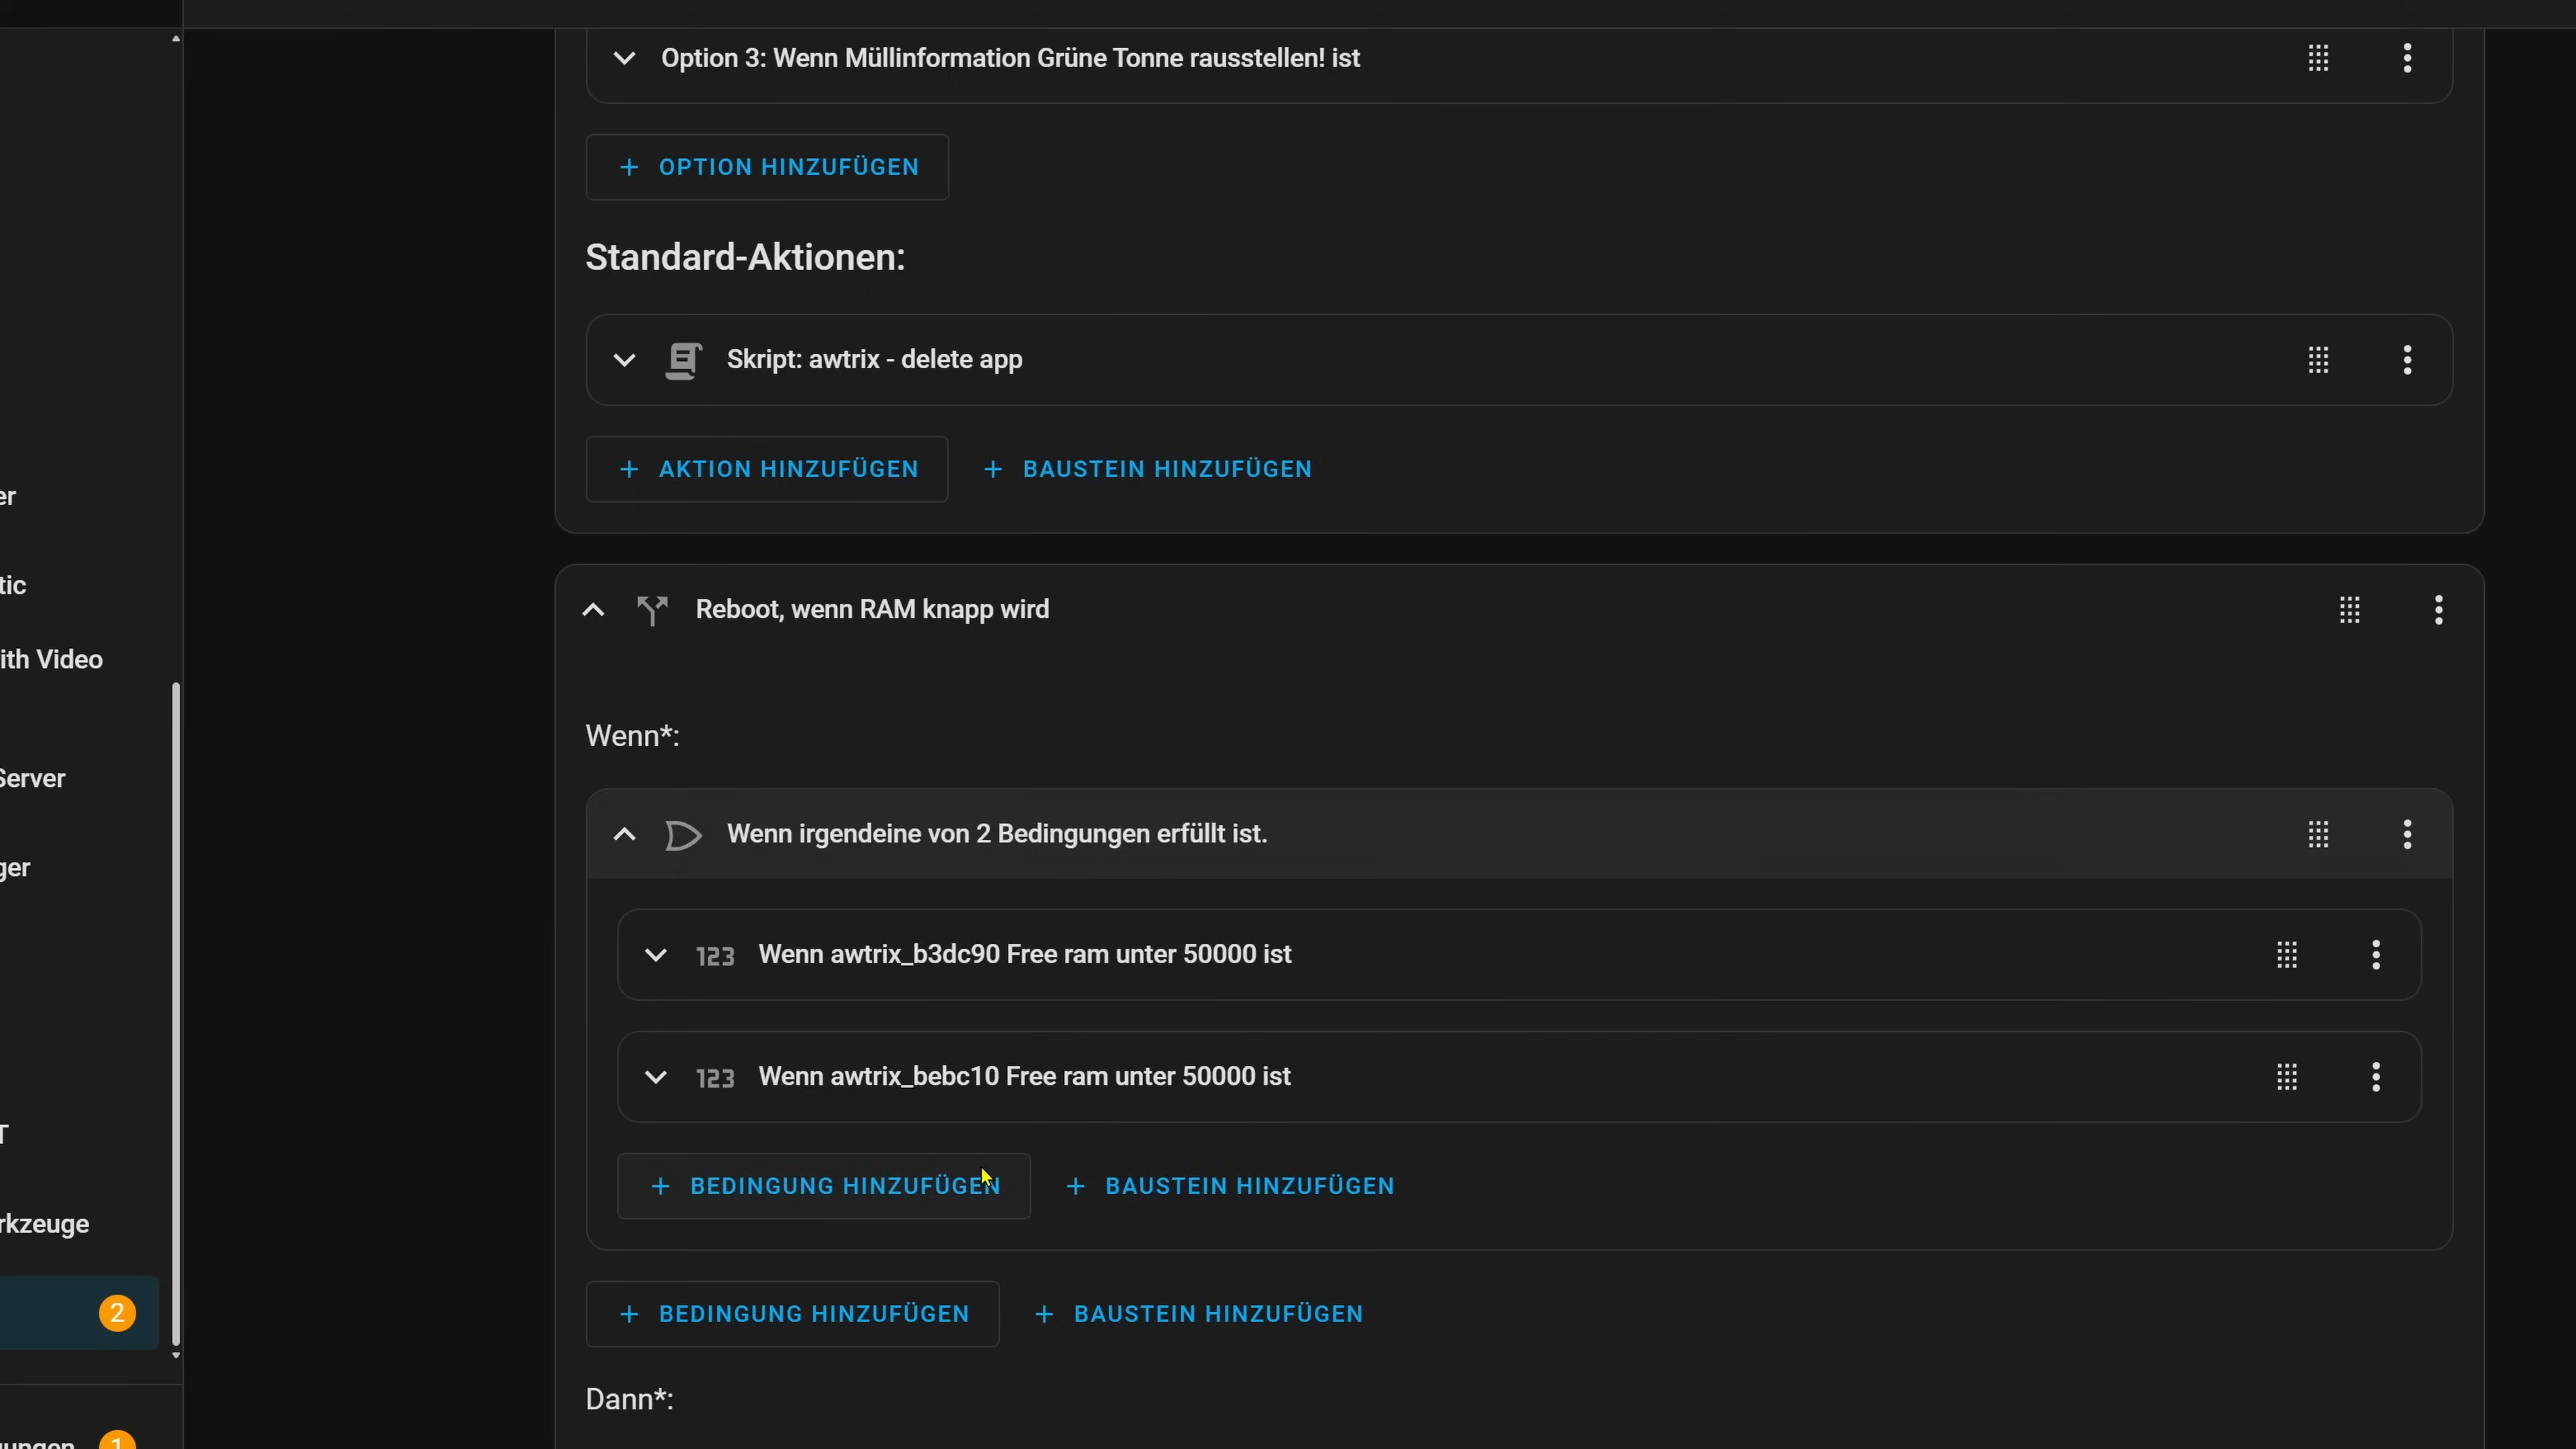 Option 3: Wenn Müllinformation Grüne Tonne rausstellen! ist
+ OPTION HINZUFÜGEN
Standard-Aktionen:
Skript: awtrix - delete app
+ AKTION HINZUFÜGEN + BAUSTEIN HINZUFÜGEN
er
tic
Reboot, wenn RAM knapp wird
ith Video
Wenn*:
Server
Wenn irgendeine von 2 Bedingungen erfüllt ist.
ger
123 Wenn awtrix_b3dc90 Free ram unter 50000 ist
123 Wenn awtrix_bebc10 Free ram unter 50000 ist
T
+ BEDINGUNG HINZUFÜGEN + BAUSTEIN HINZUFÜGEN
rkzeuge
2
+ BEDINGUNG HINZUFÜGEN + BAUSTEIN HINZUFÜGEN
Dann*:
ungen 1